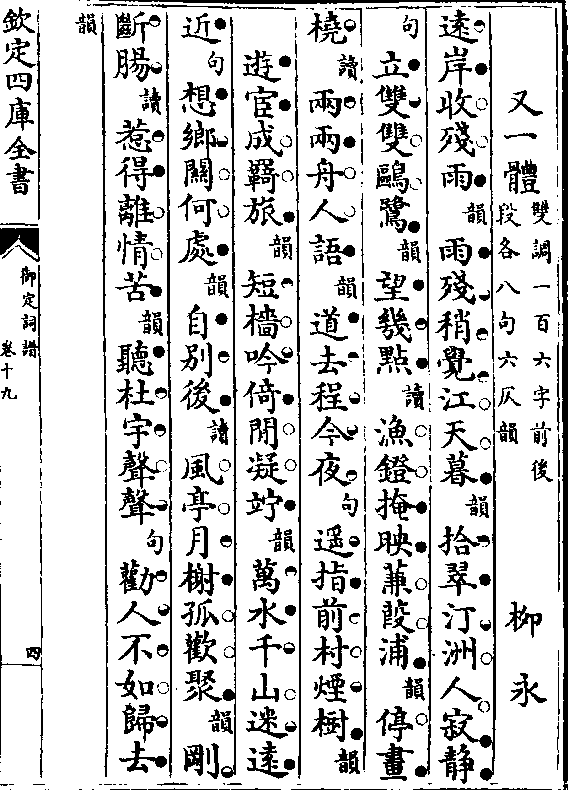 又一體 雙調一百六字前後段各八句六仄韻 柳永
遠岸收殘雨韻雨殘稍覺江天暮韻拾翠汀洲人寂静
句立雙雙鷗鷺韻望幾點讀漁鐙掩映蒹葭浦韻停畫
橈讀兩兩舟人語韻道去程今夜句遥指前村煙樹韻
遊宦成羇旅韻短檣吟倚閒凝竚韻萬水千山迷遠
近句想鄉關何處韻自别後讀風亭月榭孤歡聚韻剛
斷腸讀惹得離情苦韻聽杜宇聲聲句勸人不如歸去
韻
欽定四庫全書
御定詞譜
卷十九
四